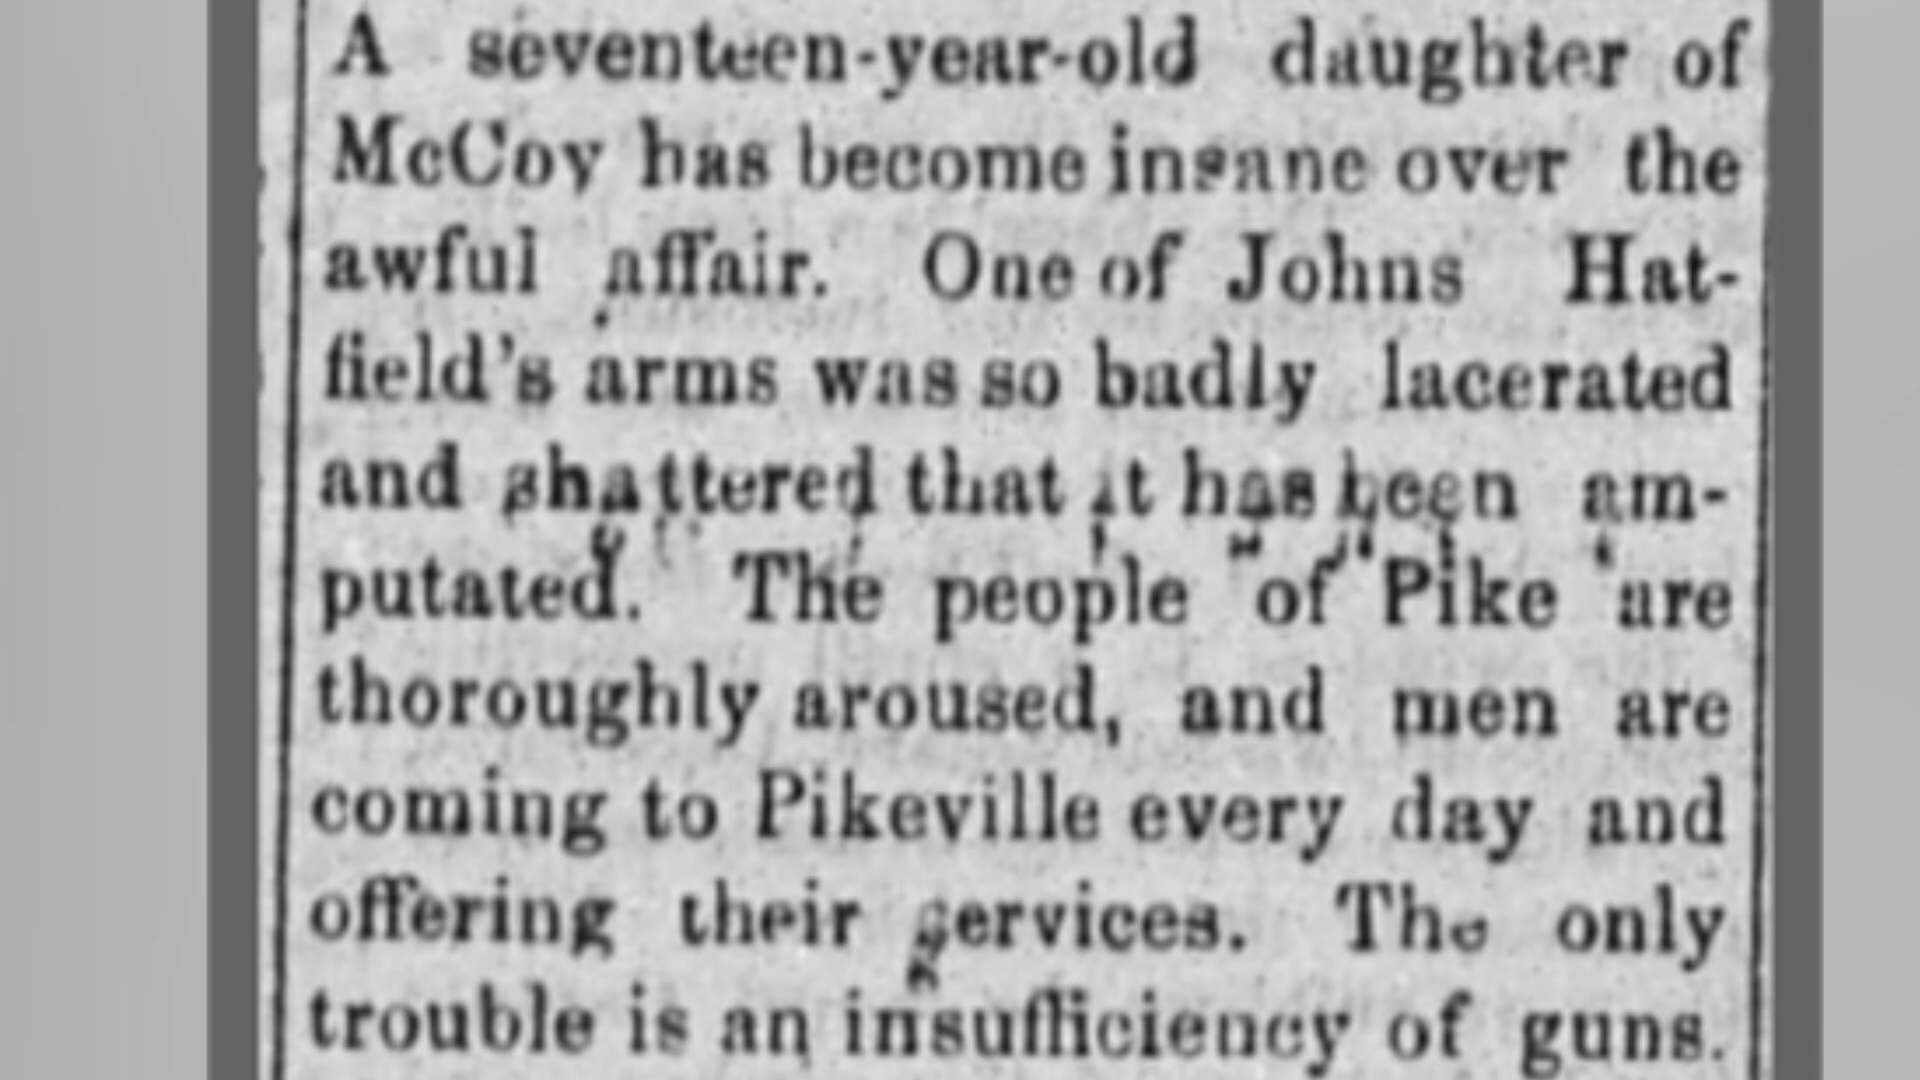 A seventeen-year-old daughter of
McCoy has become insane over the
awful affair. One of Johns Hat-
field's arms was so badly lacerated
and shattered that it has been am-
putated. The people of Pike are
thoroughly aroused, and men are
coming to Pikeville every day and
offering their services. The only
trouble is an insufficiency of guns.